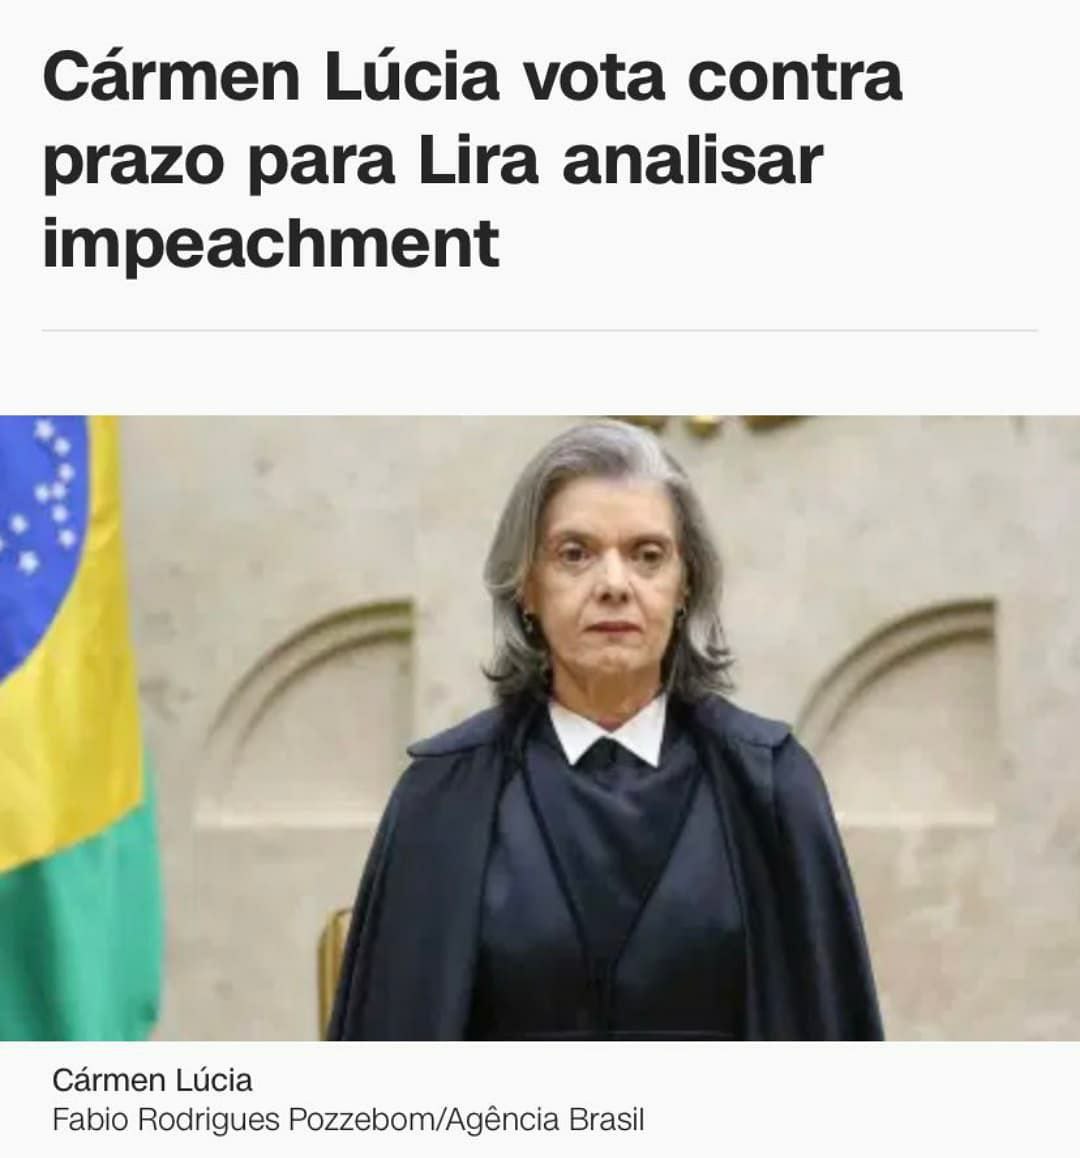 Cármen Lúcia vota contra
prazo para Lira analisar
impeachment
Cármen Lúcia
Fabio Rodrigues Pozzebom/Agência Brasil